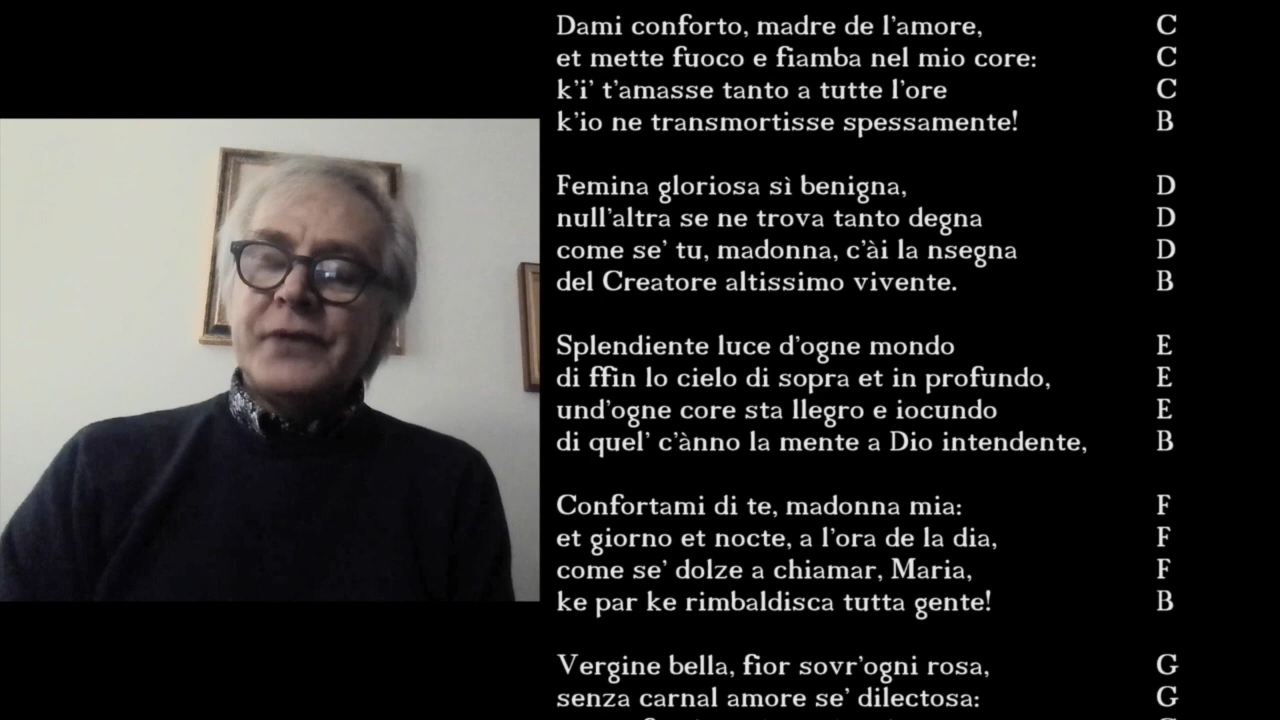 Dami conforto, madre de l'amore, C
et mette fuoco e fiamba nel mio core: C
k'i' t'amasse tanto a tutte l'ore C
k'io ne transmortisse spessamente! B
Femina gloriosa sì benigna, D
null'altra se ne trova tanto degna D
come se' tu, madonna, c'ài la nsegna D
del Creatore altissimo vivente. B
Splendiente luce d'ogne mondo E
di ffin lo cielo di sopra et in profundo, E
und'ogne core sta llegro e iocundo E
di quel' c'ànno la mente a Dio intendente, B
Confortami di te, madonna mia: F
et giorno et nocte, a l'ora de la dia, F
come se' dolze a chiamar, Maria, F
ke par ke rimbaldisca tutta gente! B
Vergine bella, fior sovr'ogni rosa, G
senza carnal amore se' dilectosa: G